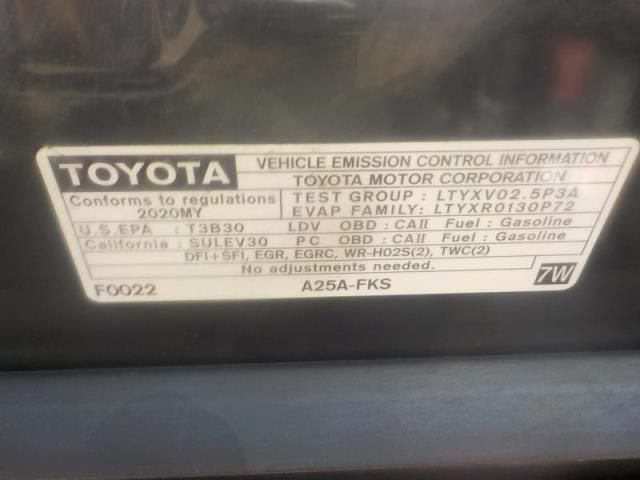 TOYOTA
VEHICLE EMISSION CONTROL INFORMATION
TOYOTA MOTOR CORPORATION
Conforms to regulations
2020MY
TEST GROUP : LTYXV02.5P3A
EVAP FAMILY: LTYXR0130P72
U.S.EPA : T3B30 LDV OBD : CAII Fuel : Gasoline
California : SULEV30 PC OBD : CAII Fuel : Gasoline
DFI+SFI, EGR, EGRC, WR-HO2S(2), TWC(2)
No adjustments needed.
F0022 A25A-FKS 7W